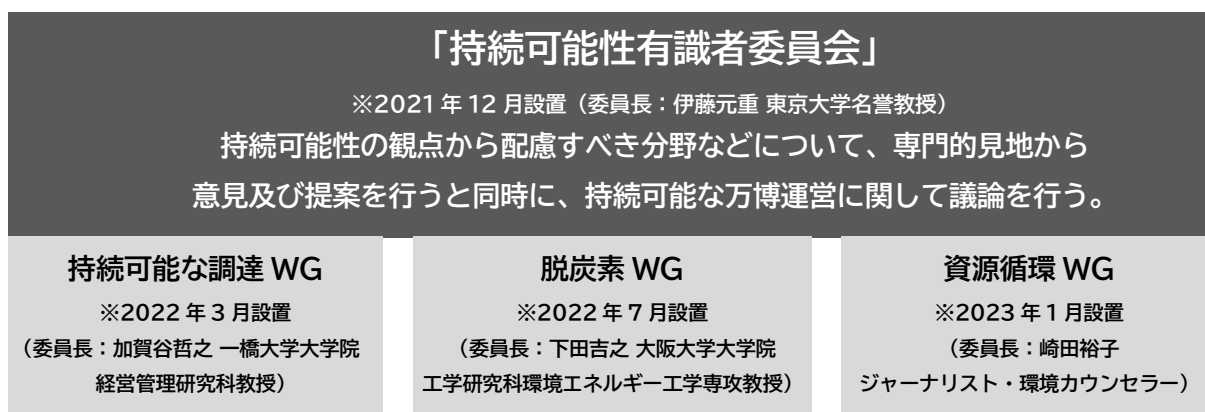 「持続可能性有識者委員会」
※2021年12月設置（委員長：伊藤元重 東京大学名誉教授）
持続可能性の観点から配慮すべき分野などについて、専門的見地から
意見及び提案を行うと同時に、持続可能な万博運営に関して議論を行う。
持続可能な調達 WG
※2022年3月設置
（委員長：加賀谷哲之 一橋大学大学院
経営管理研究科教授）
脱炭素 WG
※2022年7月設置
（委員長：下田吉之 大阪大学大学院
工学研究科環境エネルギー工学専攻教授）
資源循環 WG
※2023年1月設置
（委員長：崎田裕子
ジャーナリスト・環境カウンセラー）